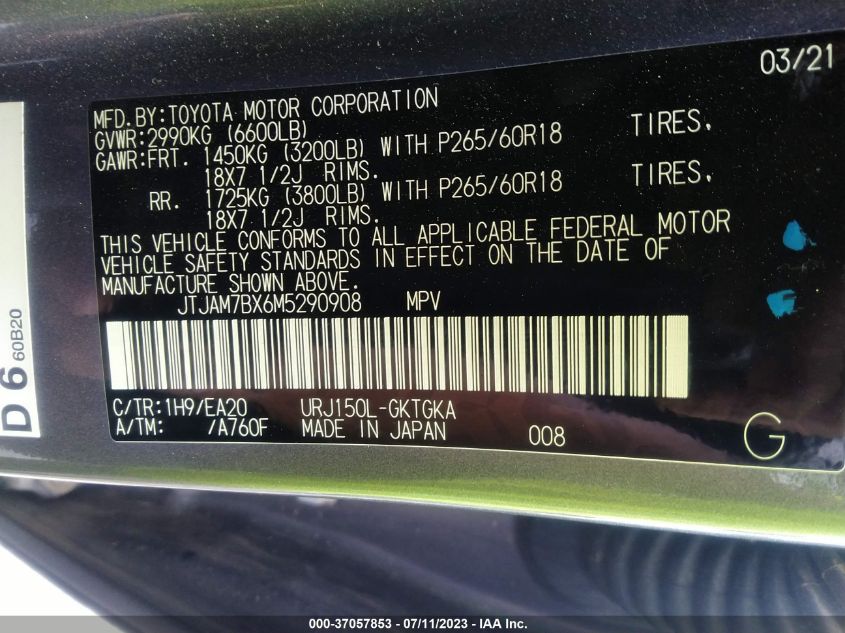 03/21
MFD.BY:TOYOTA MOTOR CORPORATION
GVWR:2990KG (6600LB)
GAWR:FRT. 1450KG (3200LB) WITH P265/60R18 TIRES.
18X7 1/2J RIMS.
RR. 1725KG (3800LB) WITH P265/60R18 TIRES.
18X7 1/2J RIMS.
THIS VEHICLE CONFORMS TO ALL APPLICABLE FEDERAL MOTOR
VEHICLE SAFETY STANDARDS IN EFFECT ON THE DATE OF
MANUFACTURE SHOWN ABOVE.
JTJAM7BX6M5290908 MPV
C/TR:1H9/EA20 URJ150L-GKTGKA
A/TM: /A760F MADE IN JAPAN 008
G
D 6
60B20
000-37057853 - 07/11/2023 - IAA Inc.